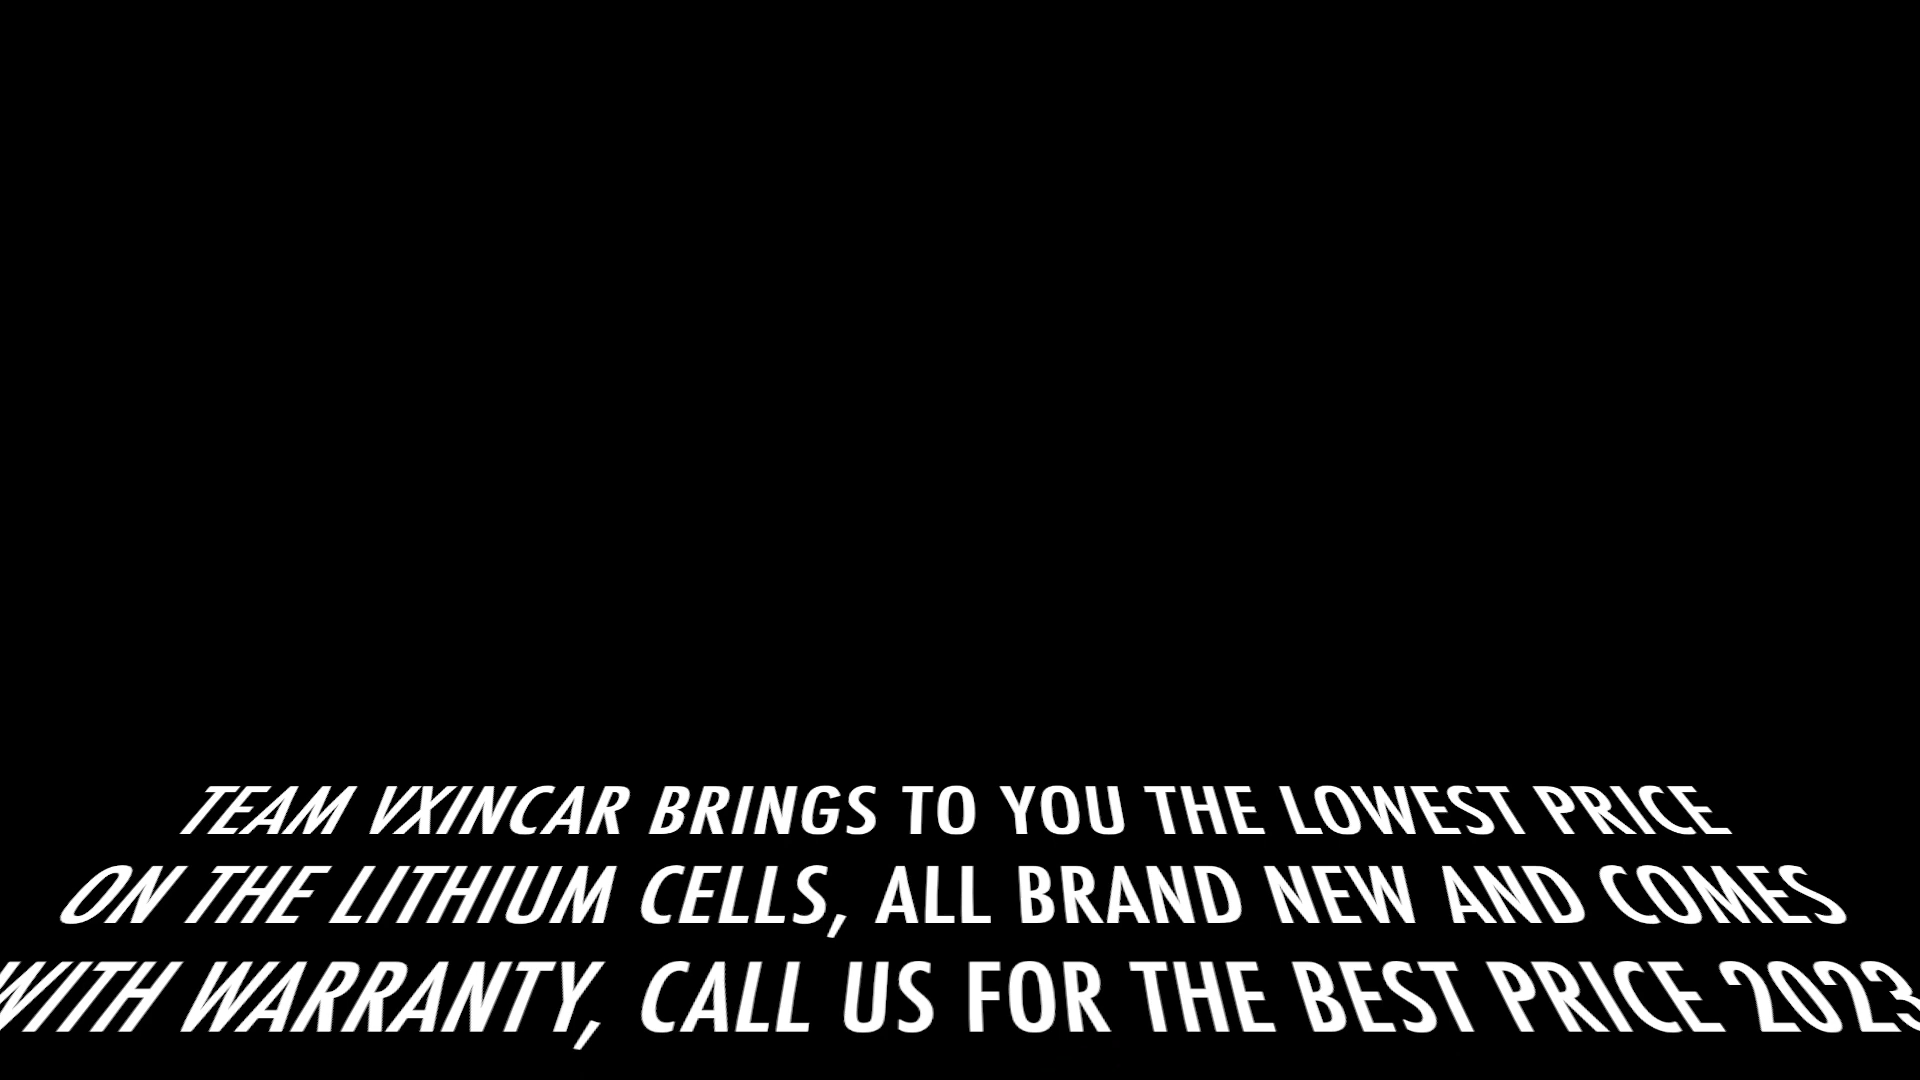 TEAM VXINCAR BRINGS TO YOU THE LOWEST PRICE
ON THE LITHIUM CELLS, ALL BRAND NEW AND COMES
WITH WARRANTY, CALL US FOR THE BEST PRICE 2023